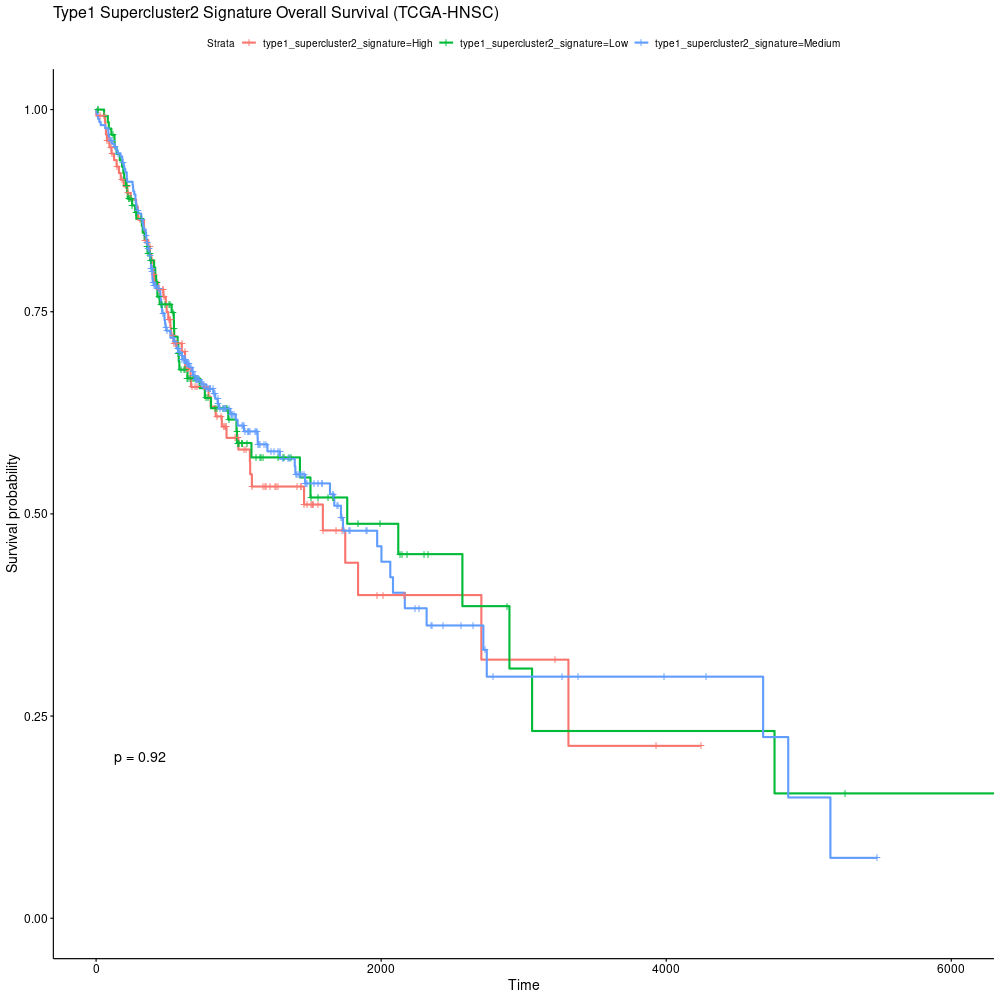 Type1 Supercluster2 Signature Overall Survival (TCGA-HNSC)
Strata type1_supercluster2_signature=High type1_supercluster2_signature=Low type1_supercluster2_signature=Medium
1.00
0.75
Survival probability
0.50
0.25
p = 0.92
0.00
0 2000 4000 6000
Time